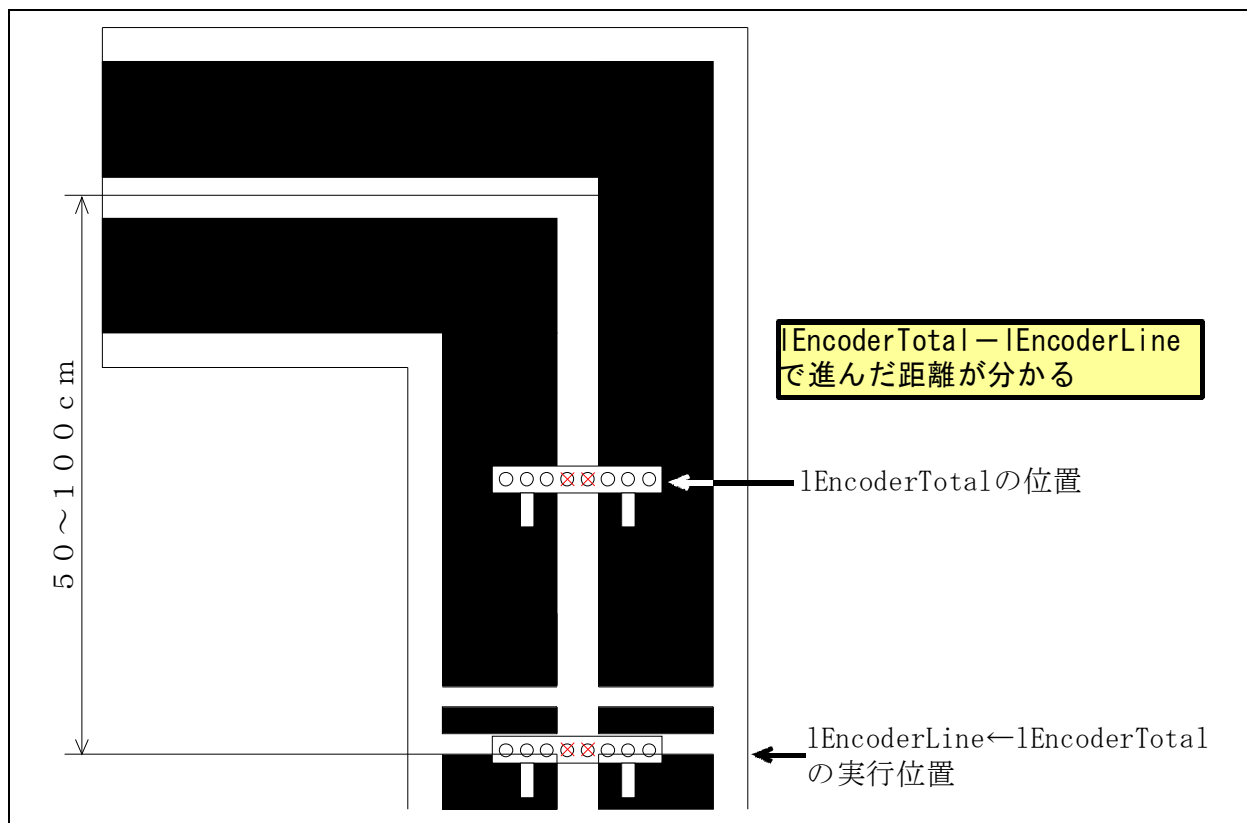 lEncoderTotal－lEncoderLine
で進んだ距離が分かる
50～100cm
lEncoderTotalの位置
lEncoderLine←lEncoderTotal
の実行位置